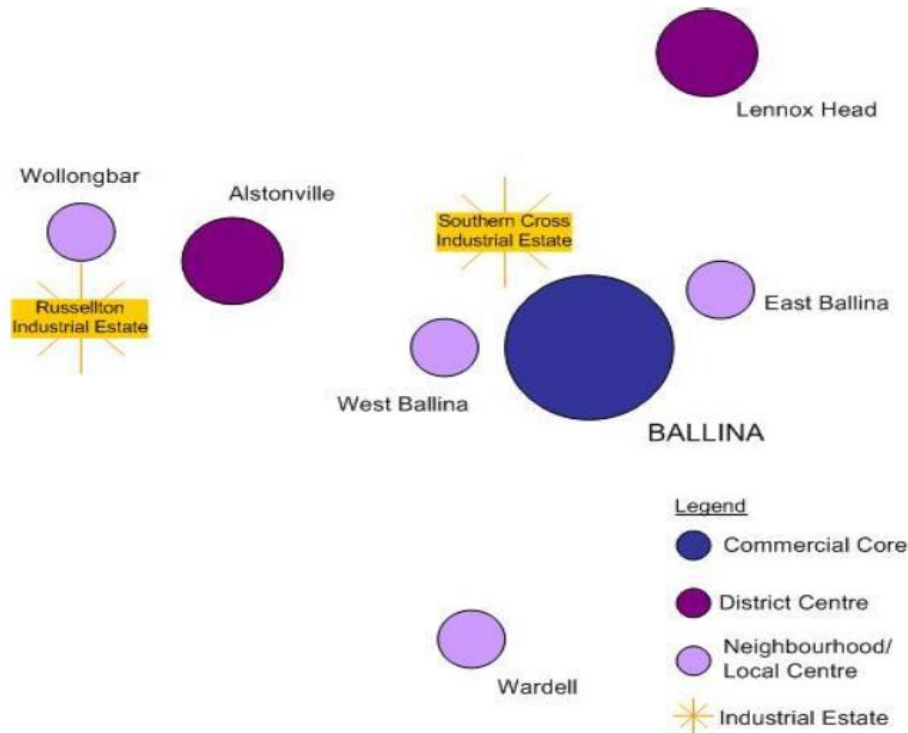 Lennox Head
Wollongbar
Alstonville
Southern Cross
Industrial Estate
Russellton
Industrial Estate
East Ballina
West Ballina
BALLINA
Legend
Commercial Core
District Centre
Neighbourhood/
Local Centre
Wardell
Industrial Estate